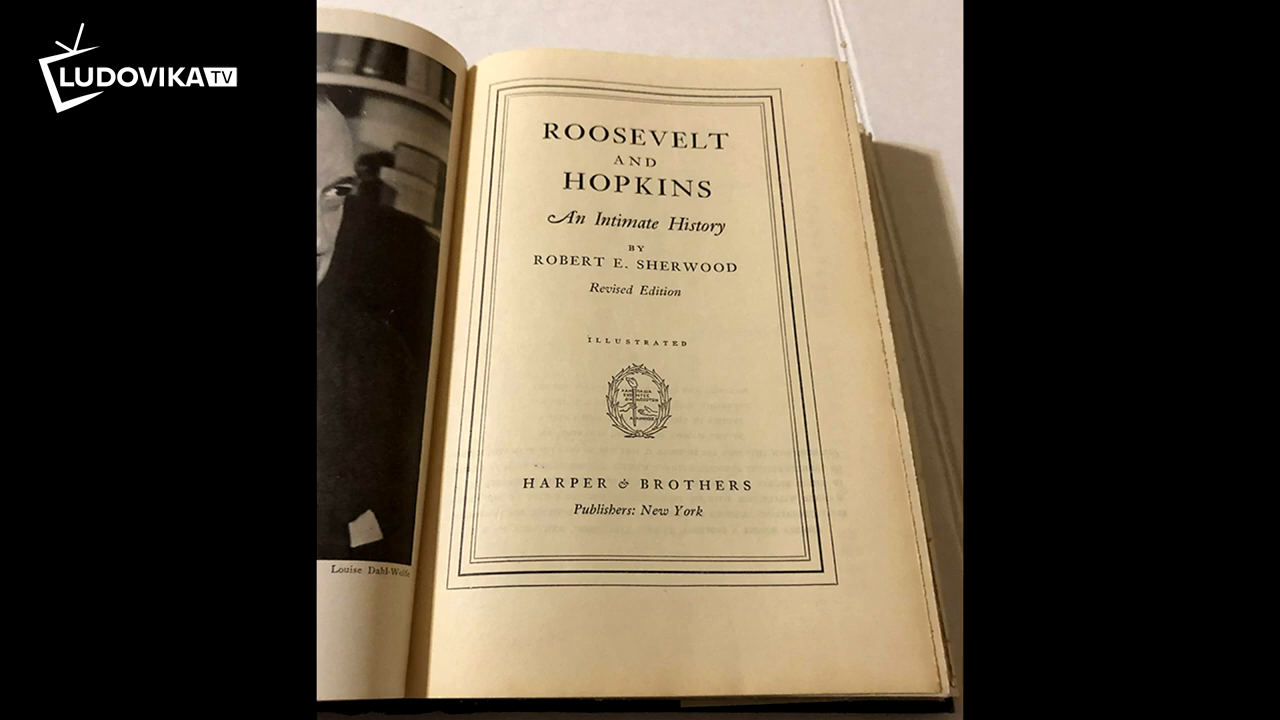 LUDOVIKA TV
ROOSEVELT
AND
HOPKINS
An Intimate History
BY
ROBERT E. SHERWOOD
Revised Edition
ILLUSTRATED
HARPER & BROTHERS
Publishers: New York
Louise Dahl-Wolfe